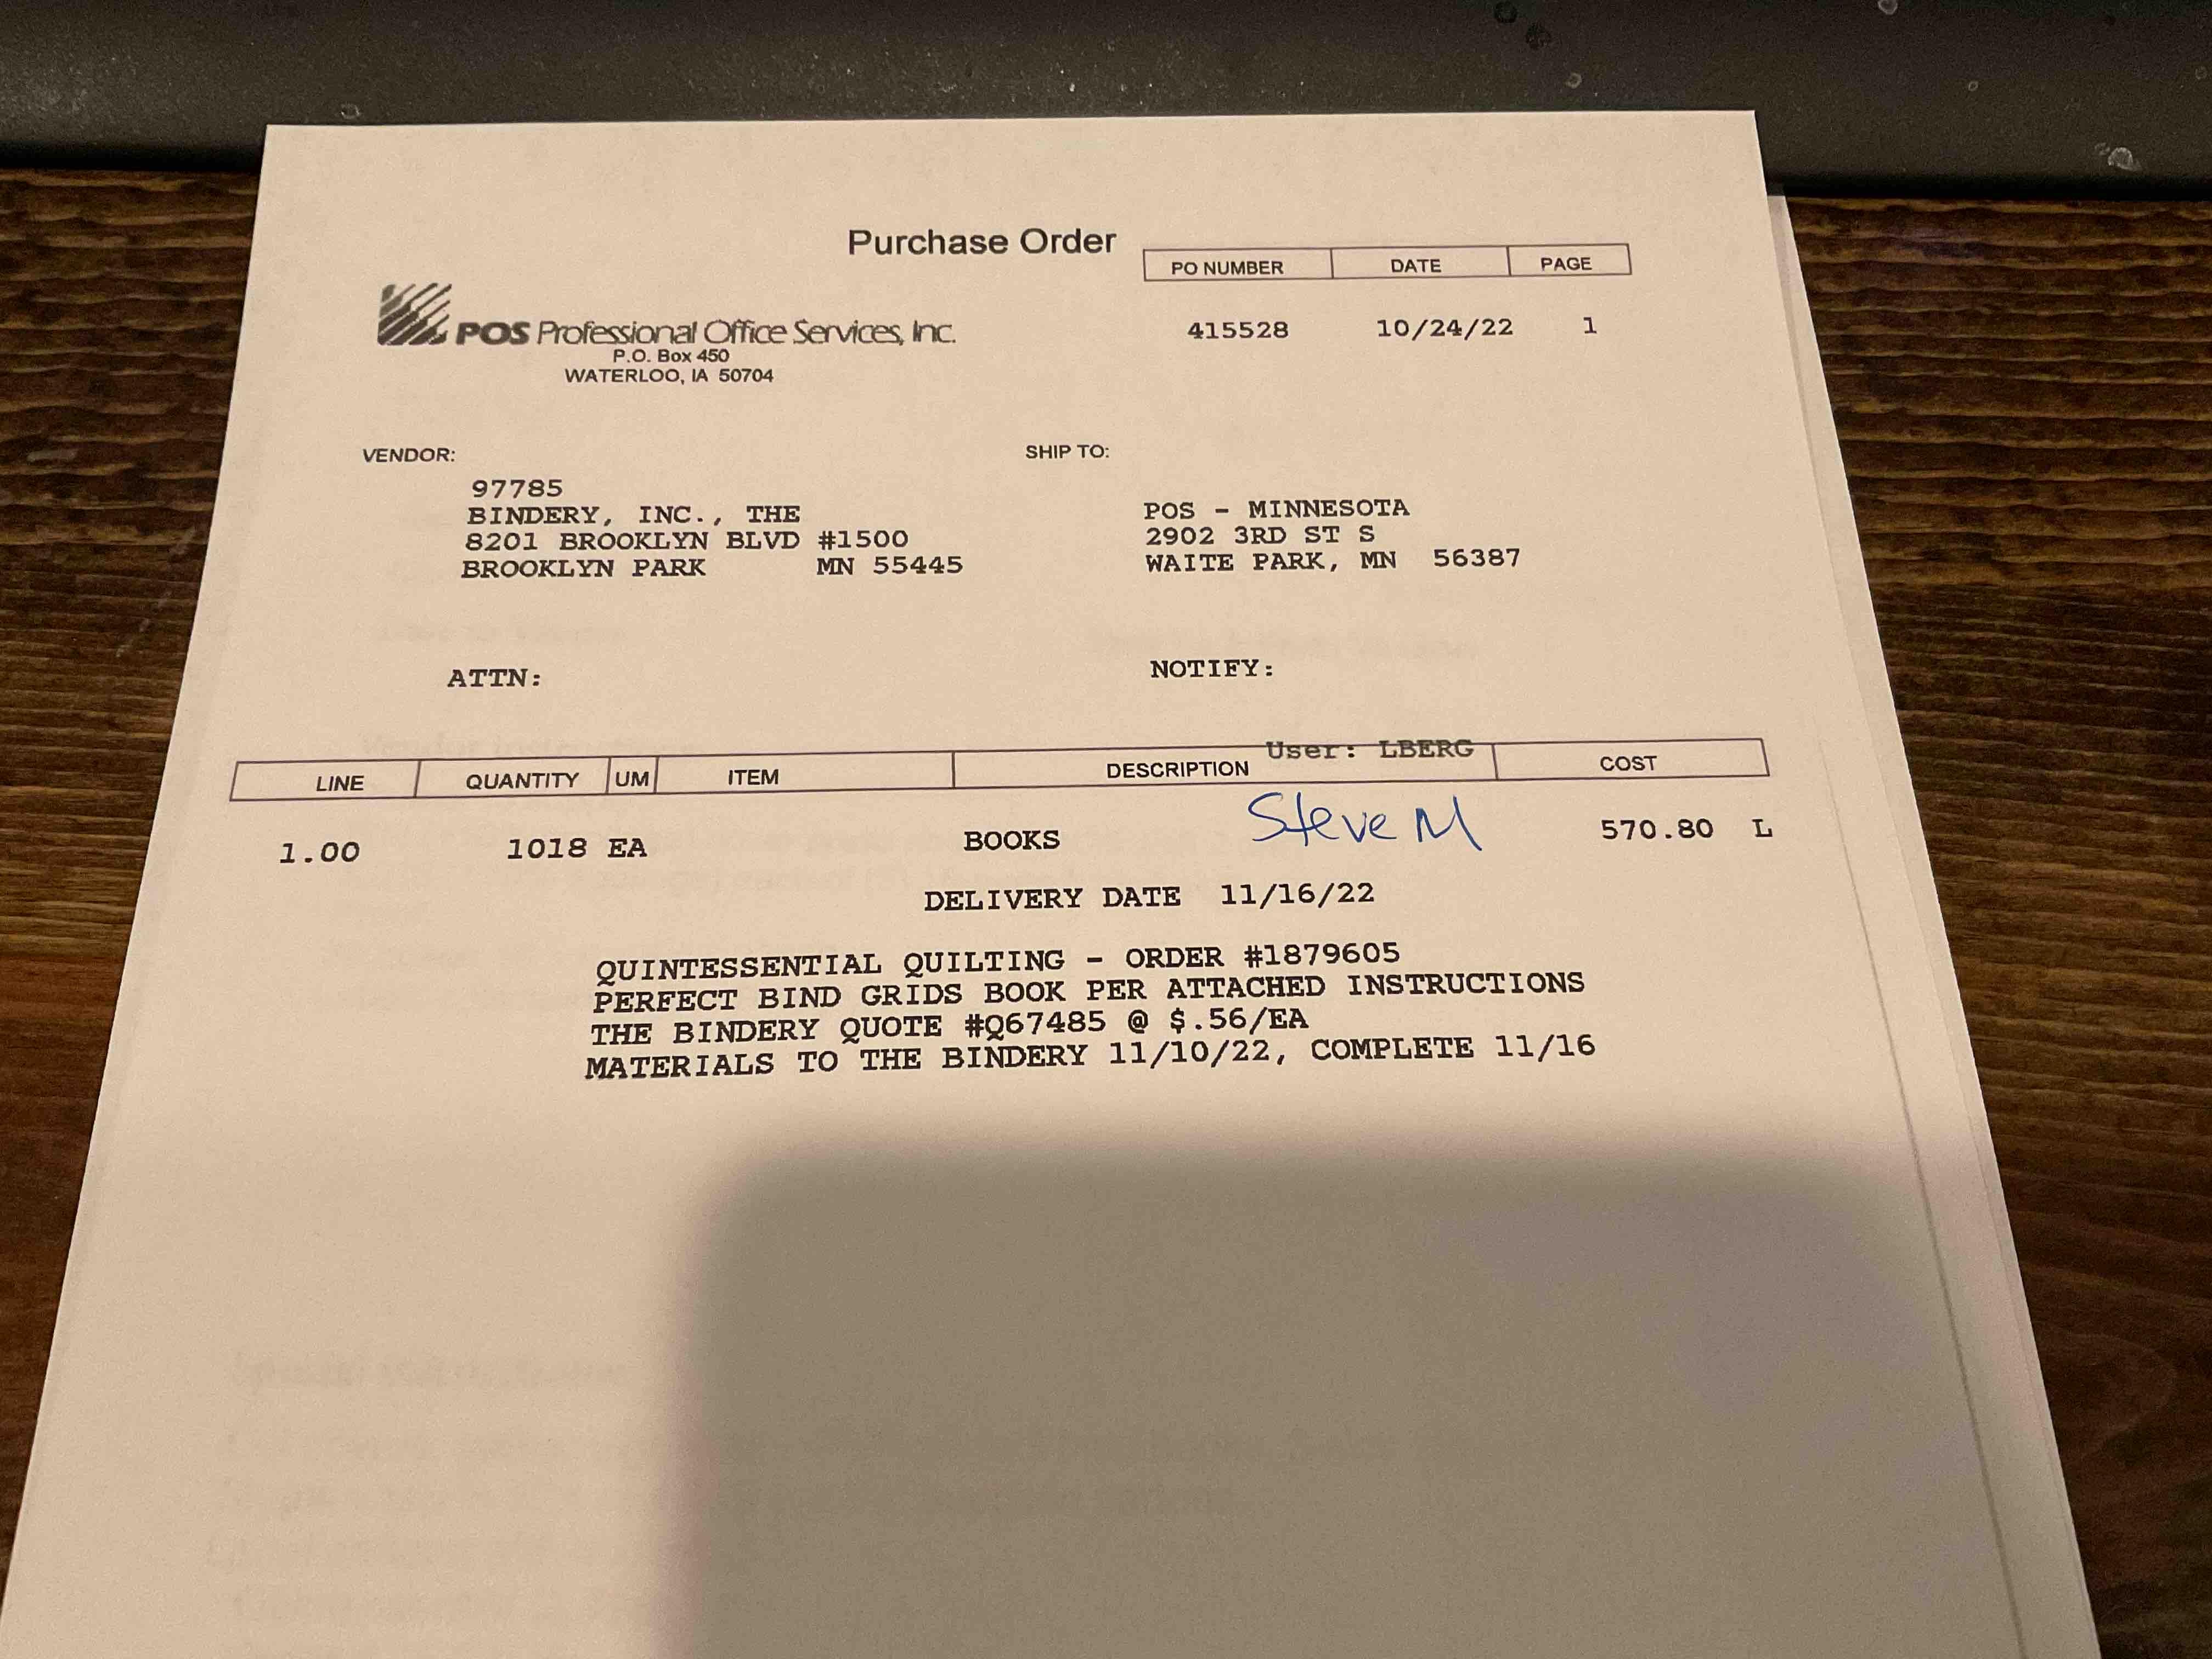 Purchase Order
PO NUMBER DATE PAGE
415528 10/24/22 1
POS Professional Office Services, Inc.
P.O. Box 450
WATERLOO, IA 50704
VENDOR:
97785
BINDERY, INC., THE
8201 BROOKLYN BLVD #1500
BROOKLYN PARK MN 55445
SHIP TO:
POS - MINNESOTA
2902 3RD ST S
WAITE PARK, MN 56387
ATTN:
NOTIFY:
User: LBERG
LINE QUANTITY UM ITEM DESCRIPTION COST
Steve M
1.00 1018 EA BOOKS 570.80 L
DELIVERY DATE 11/16/22
QUINTESSENTIAL QUILTING - ORDER #1879605
PERFECT BIND GRIDS BOOK PER ATTACHED INSTRUCTIONS
THE BINDERY QUOTE #Q67485 @ $.56/EA
MATERIALS TO THE BINDERY 11/10/22, COMPLETE 11/16